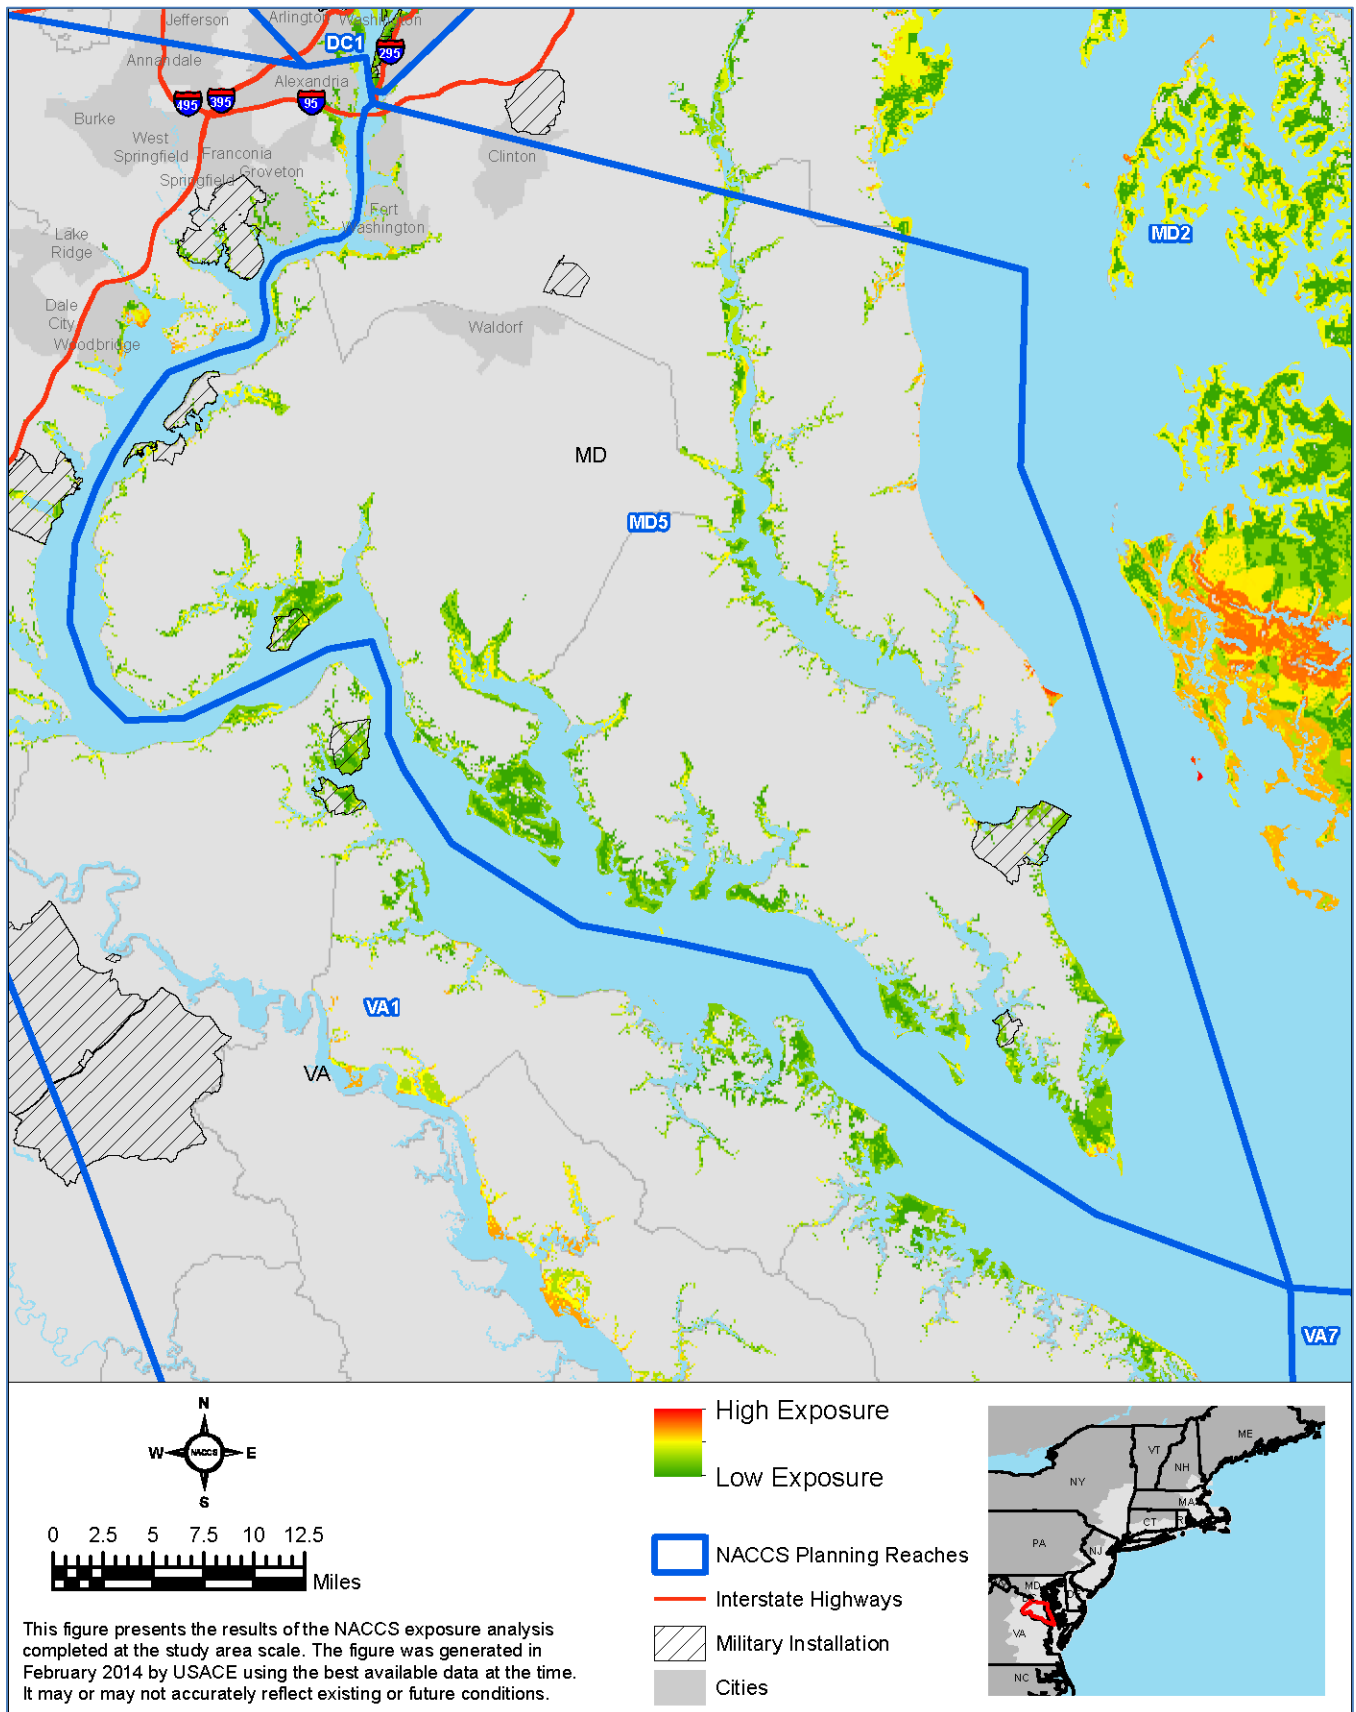 Jefferson
Arlington
Washington
DC1
295
Annandale
Alexandria
495
395
95
Burke
West
Springfield
Franconia
Clinton
Groveton
Springfield
Fort
Washington
Lake
Ridge
MD2
Dale
City
Woodbridge
Waldorf
MD
MD5
VA1
VA
VA7
N
W
NACCS
E
S
0 2.5 5 7.5 10 12.5
Miles
This figure presents the results of the NACCS exposure analysis
completed at the study area scale. The figure was generated in
February 2014 by USACE using the best available data at the time.
It may or may not accurately reflect existing or future conditions.
High Exposure
Low Exposure
NACCS Planning Reaches
Interstate Highways
Military Installation
Cities
ME
VT
NH
NY
MA
CT
RI
PA
NJ
MD
VA
NC